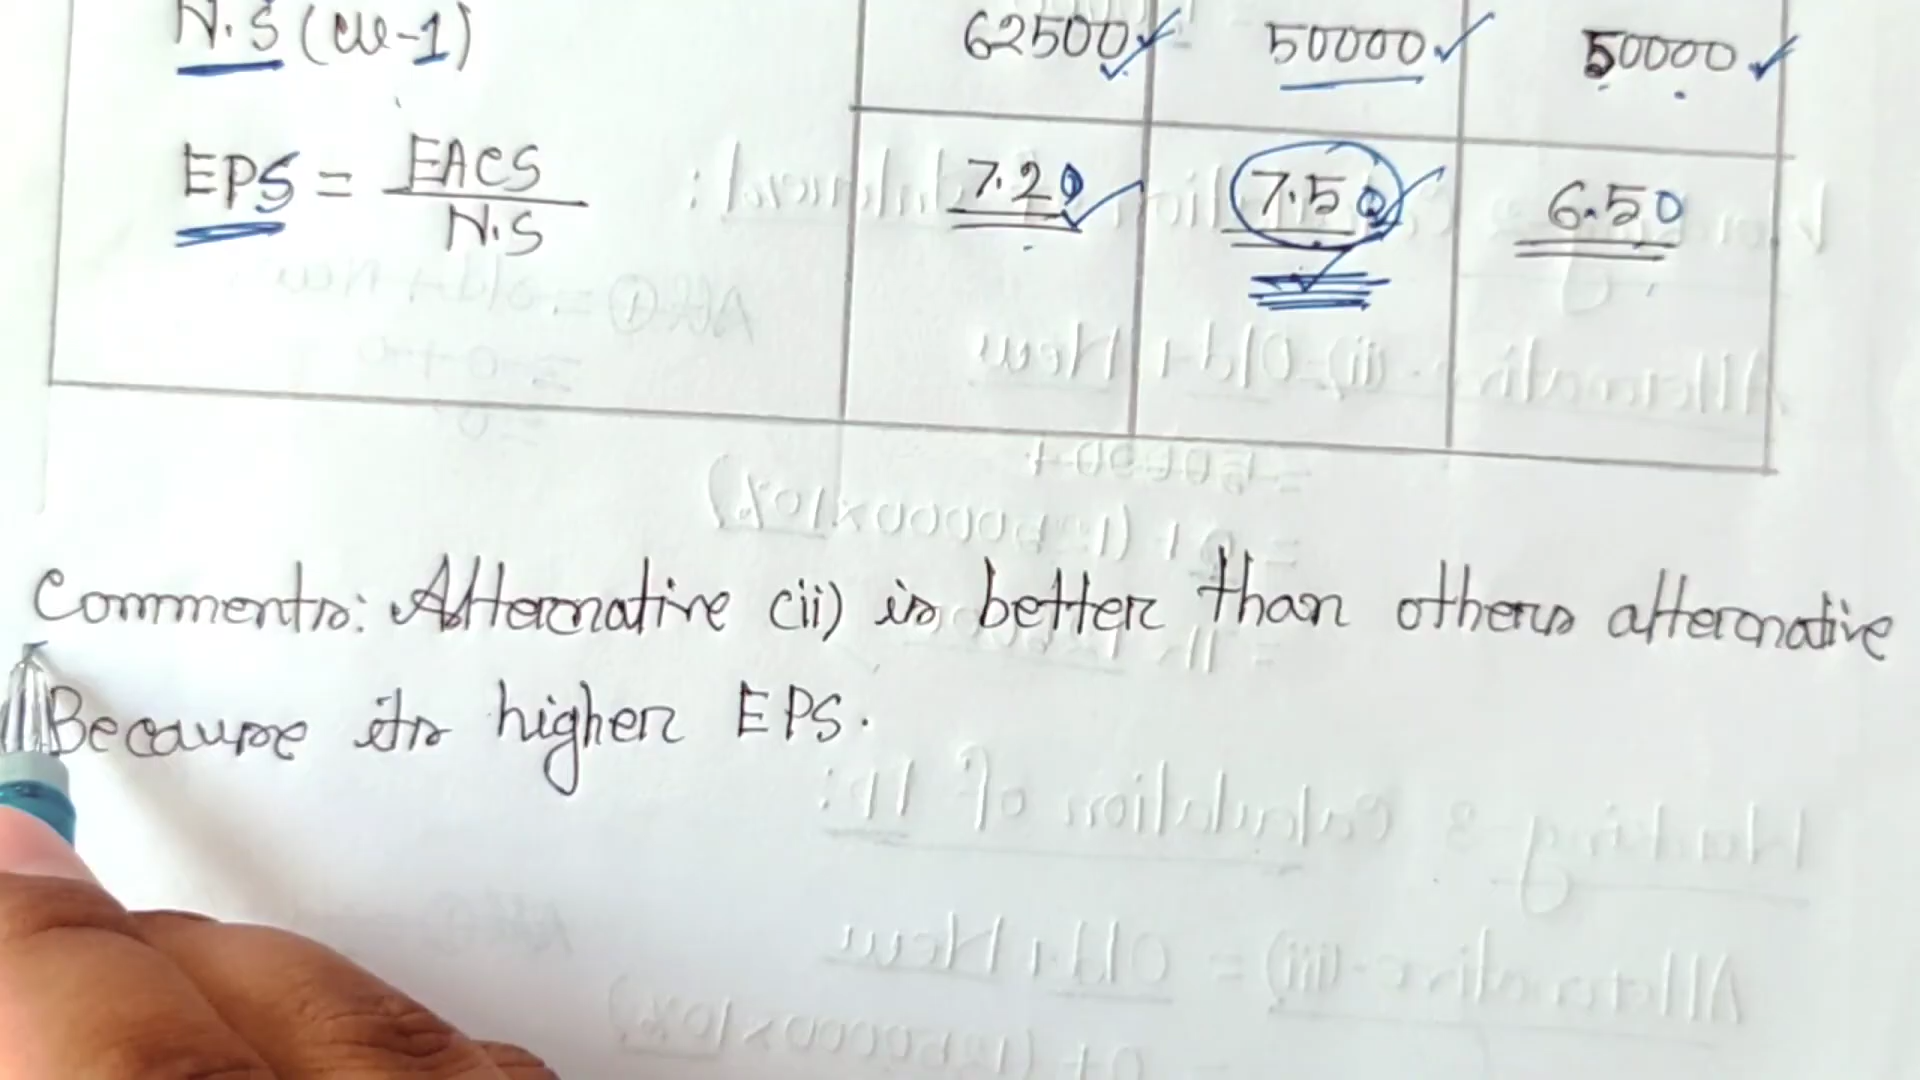 N.S (W-1) 62500 50000 50000
EPS = EACS / N.S 7.20 7.50 6.50
Comments: Alternative (ii) is better than others alternative
Because its higher EPS.